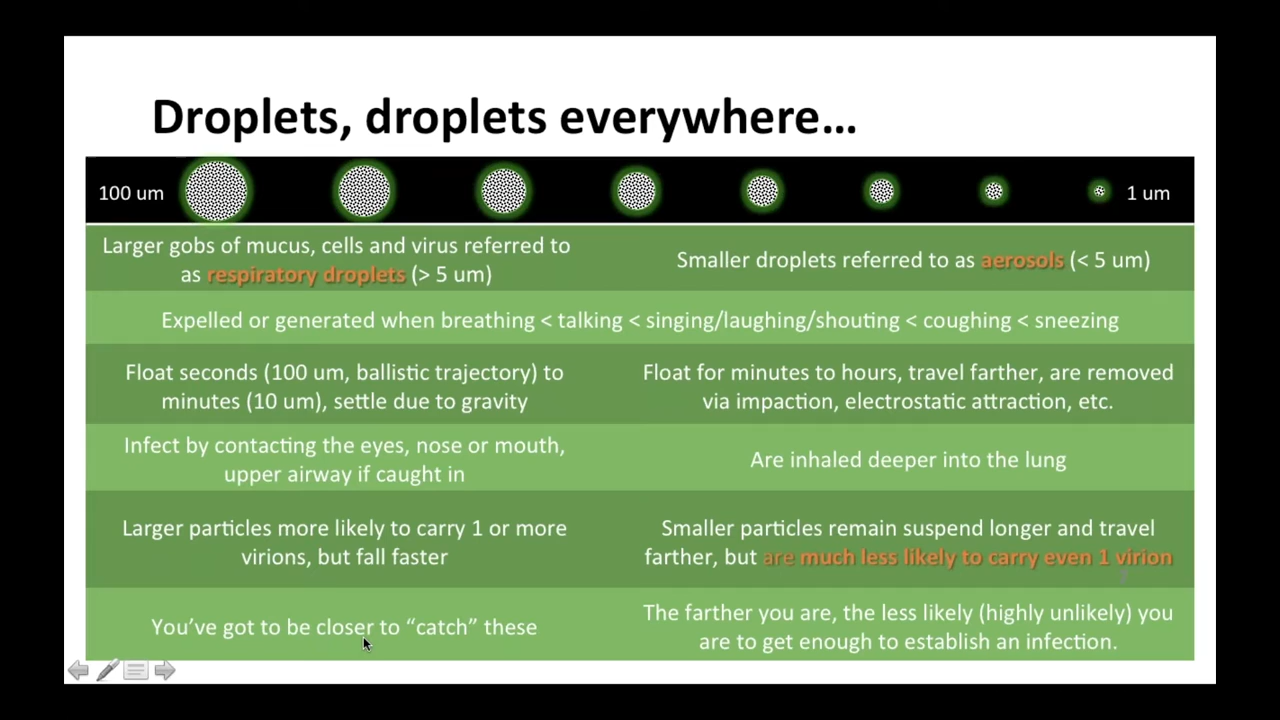 Droplets, droplets everywhere...
100 um
1 um
Larger gobs of mucus, cells and virus referred to
as respiratory droplets (> 5 um)
Smaller droplets referred to as aerosols (< 5 um)
Expelled or generated when breathing < talking < singing/laughing/shouting < coughing < sneezing
Float seconds (100 um, ballistic trajectory) to
minutes (10 um), settle due to gravity
Float for minutes to hours, travel farther, are removed
via impaction, electrostatic attraction, etc.
Infect by contacting the eyes, nose or mouth,
upper airway if caught in
Are inhaled deeper into the lung
Larger particles more likely to carry 1 or more
virions, but fall faster
Smaller particles remain suspend longer and travel
farther, but are much less likely to carry even 1 virion
You've got to be closer to “catch” these
The farther you are, the less likely (highly unlikely) you
are to get enough to establish an infection.